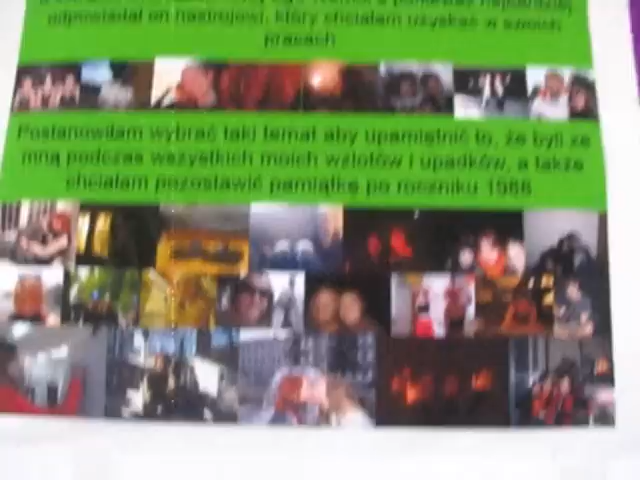 odpowiadał on nastrojowi, który chciałam uzyskać w swoich
pracach
Postanowiłam wybrać taki temat aby upamiętnić to, że byli ze
mną podczas wszystkich moich wzlotów i upadków, a także
chciałam pozostawić pamiątkę po roczniku 1988